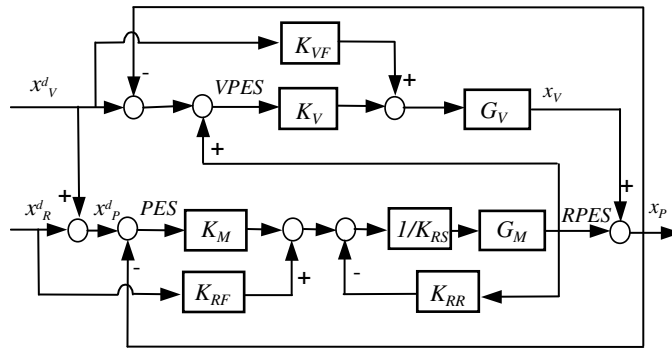 K_VF
x^d_V
-
+
VPES
K_V
G_V
x_V
+
+
+
x^d_R
x^d_P
PES
K_M
1/K_RS
G_M
RPES
x_P
-
K_RF
+
-
K_RR